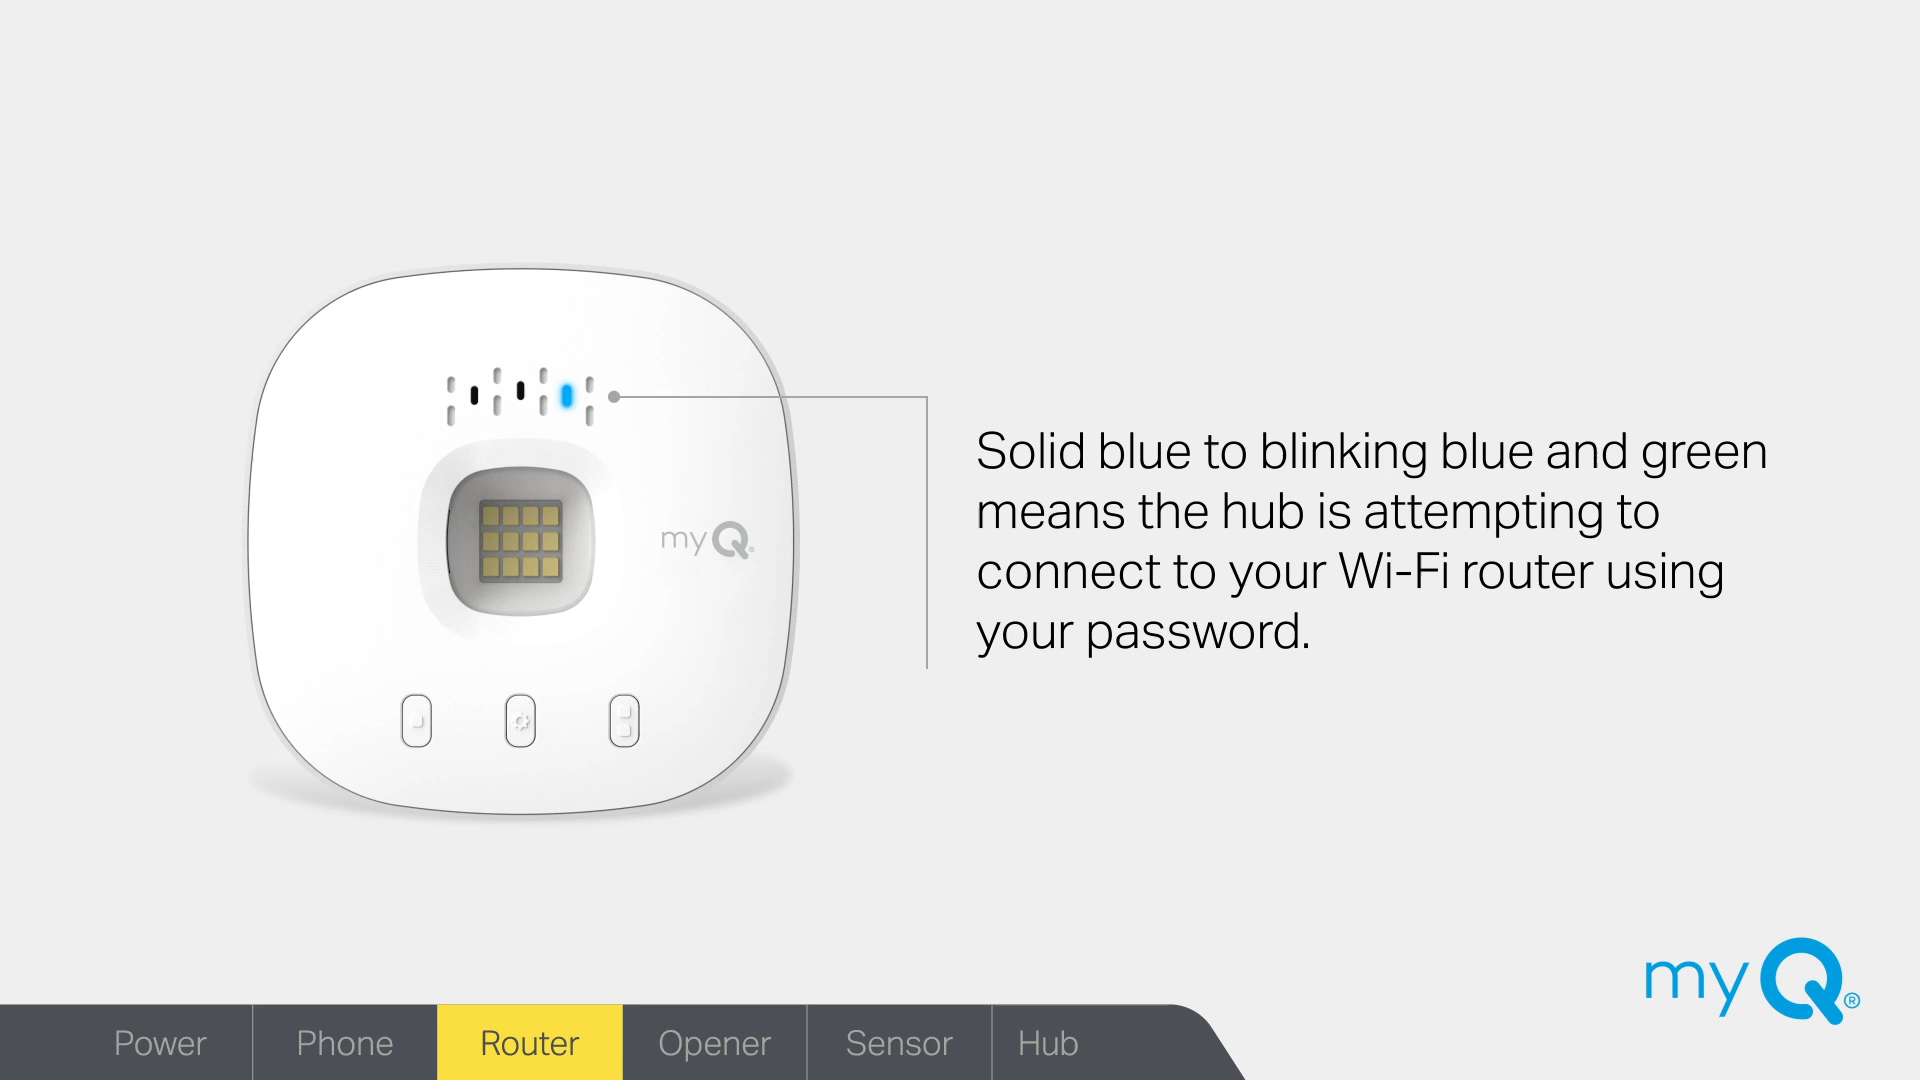 myQ®
Solid blue to blinking blue and green
means the hub is attempting to
connect to your Wi-Fi router using
your password.
myQ®
Power
Phone
Router
Opener
Sensor
Hub